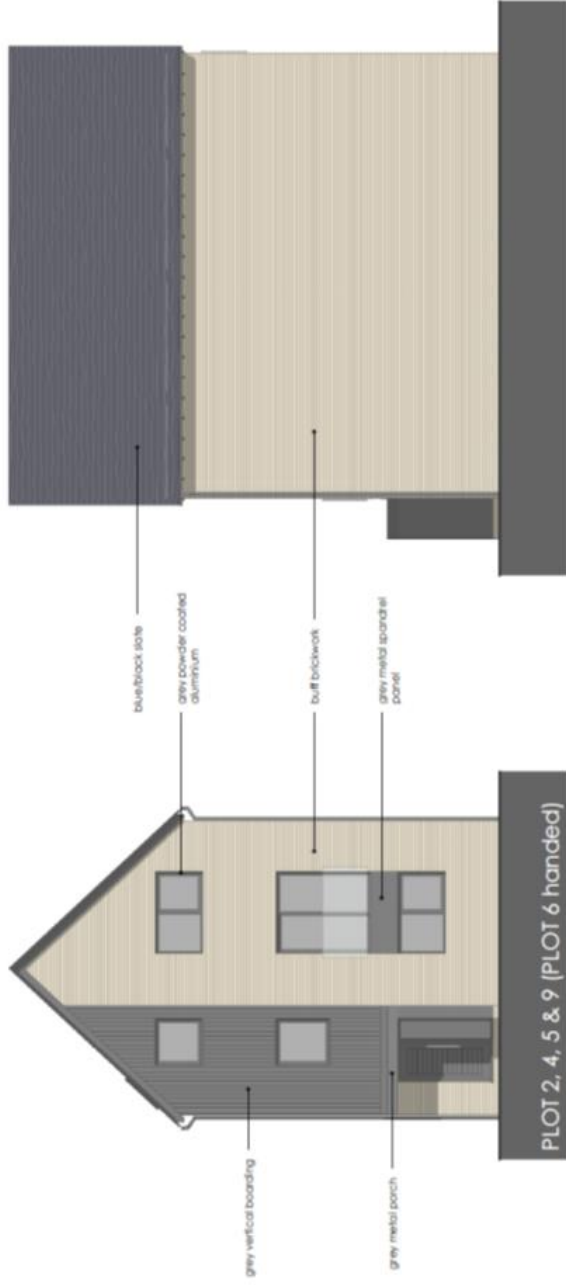 blue/black slate
grey powder coated
aluminium
buff brickwork
grey metal spandrel
panel
grey vertical boarding
grey metal porch
PLOT 2, 4, 5 & 9 (PLOT 6 handed)